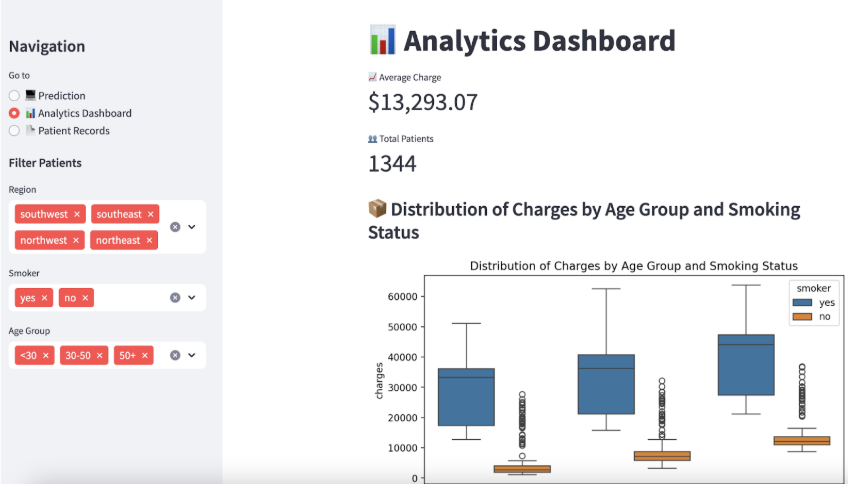 Navigation
Go to
Prediction
Analytics Dashboard
Patient Records
Filter Patients
Region
southwest × southeast ×
northwest × northeast ×
Smoker
yes × no ×
Age Group
<30 × 30-50 × 50+ ×
Analytics Dashboard
Average Charge
$13,293.07
Total Patients
1344
Distribution of Charges by Age Group and Smoking
Status
Distribution of Charges by Age Group and Smoking Status
smoker
yes
no
charges
60000
50000
40000
30000
20000
10000
0